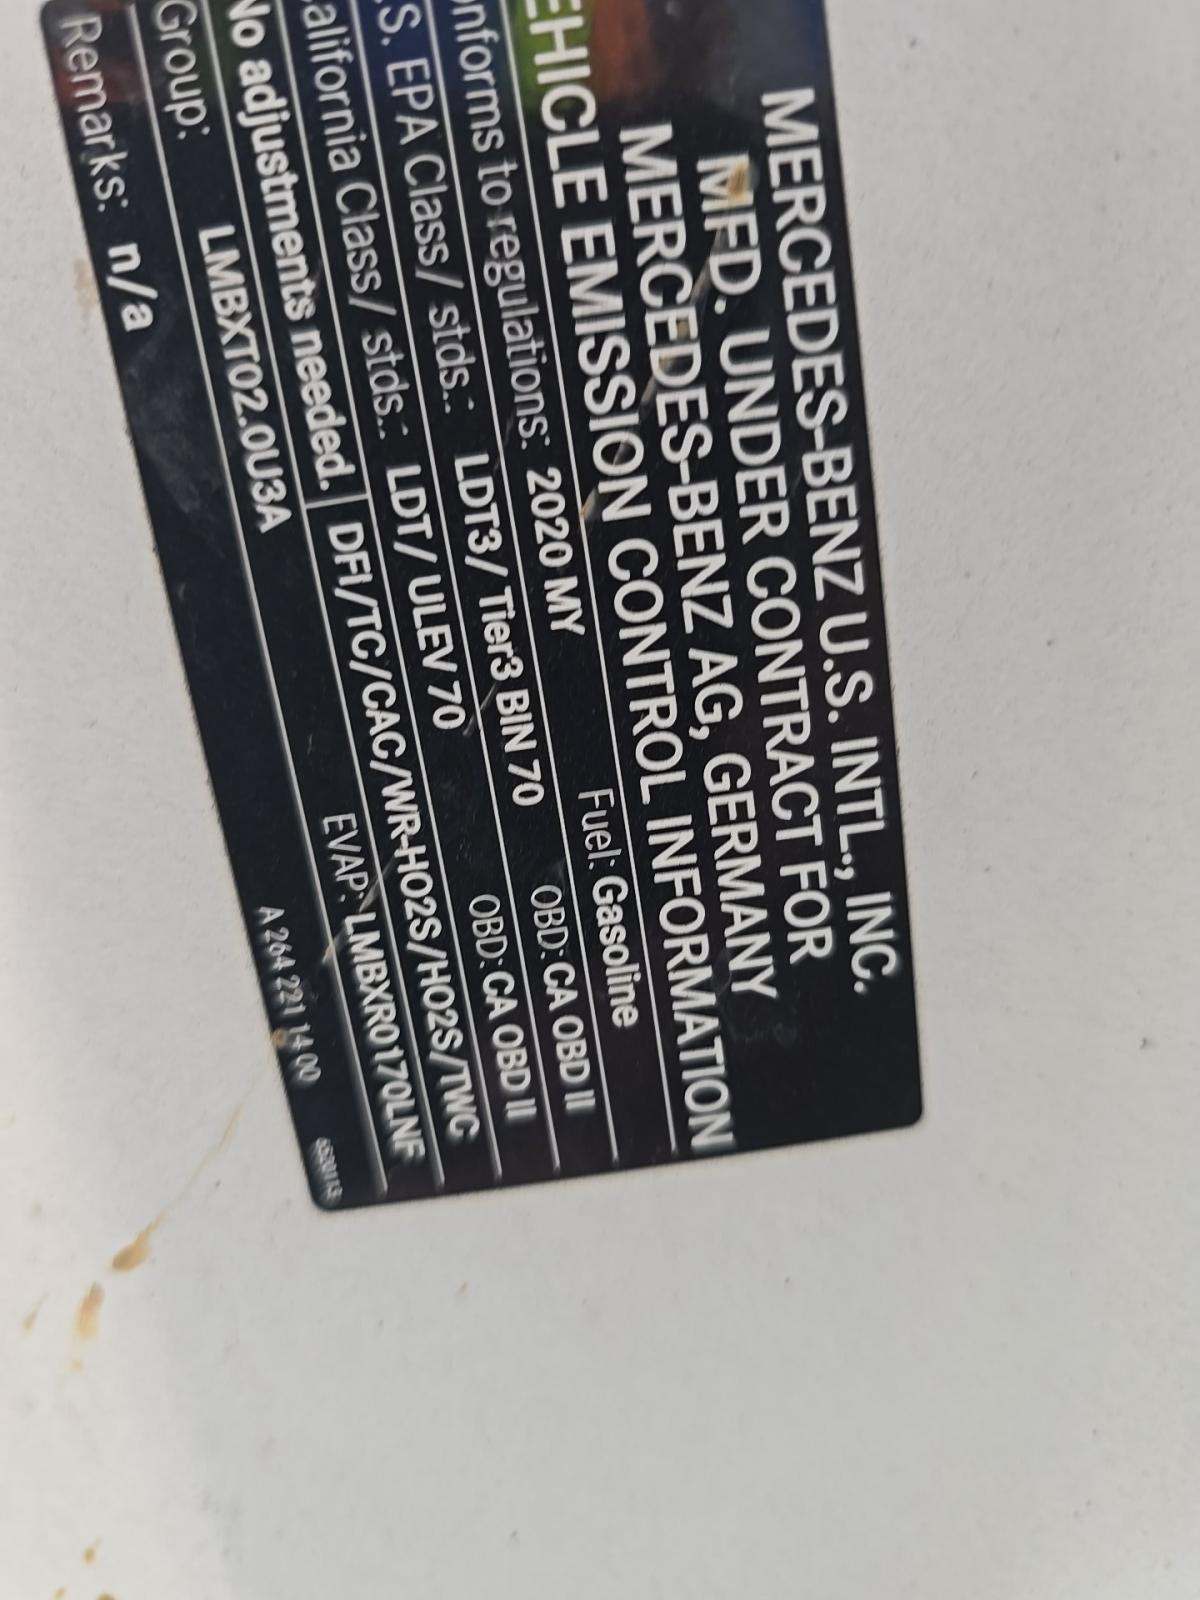 MERCEDES-BENZ U.S. INTL., INC.
MFD. UNDER CONTRACT FOR
MERCEDES-BENZ AG, GERMANY
EHICLE EMISSION CONTROL INFORMATION
Fuel: Gasoline
onforms to regulations: 2020 MY OBD: CA OBD II
.S. EPA Class/ stds.: LDT3/ Tier3 BIN 70 OBD: CA OBD II
alifornia Class/ stds.: LDT/ ULEV 70
No adjustments needed. DFI/TC/CAC/WR-HO2S/HO2S/TWC
Group: LMBXT02.0U3A EVAP: LMBXR0170LNF
Remarks: n/a A 264 221 14 00